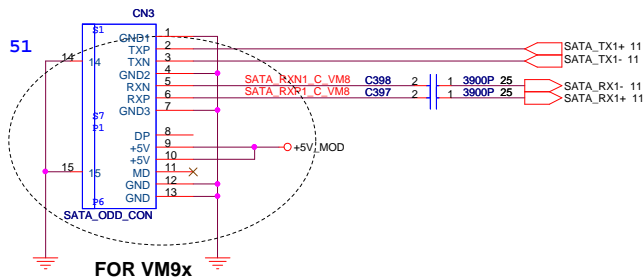 CN3
51
S1
GND1 1
TXP 2 SATA_TX1+ 11
14 14 TXN 3 SATA_TX1- 11
GND2 4
RXN 5 SATA_RXN1_C_VM8 C398 2 1 3900P 25 SATA_RX1- 11
RXP 6 SATA_RXP1_C_VM8 C397 2 1 3900P 25 SATA_RX1+ 11
S7 GND3 7
P1
DP 8
+5V 9 +5V_MOD
+5V 10
15 15 MD 11
GND 12
P6 GND 13
SATA_ODD_CON
FOR VM9x